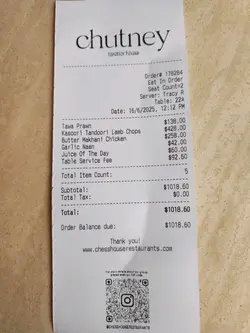 chutney
Order# 176264
Eat In Order
Seat Count=2
Server: Tracy R
Table: 22A
Date: 15/6/2025, 12:12 PM
Tawa Prawn $138.00
Kasoori Tandoori Lamb Chops $428.00
Butter Makhani Chicken $258.00
Garlic Naan $42.00
Juice Of The Day $60.00
Table Service Fee $92.60
Total Item Count: 5
Subtotal: $1018.60
Total Tax: $0.00
Total: $1018.60
Order Balance due: $1018.60
Thank you!
www.chesshouserestaurants.com
@CHESSHOUSERESTAURANTS